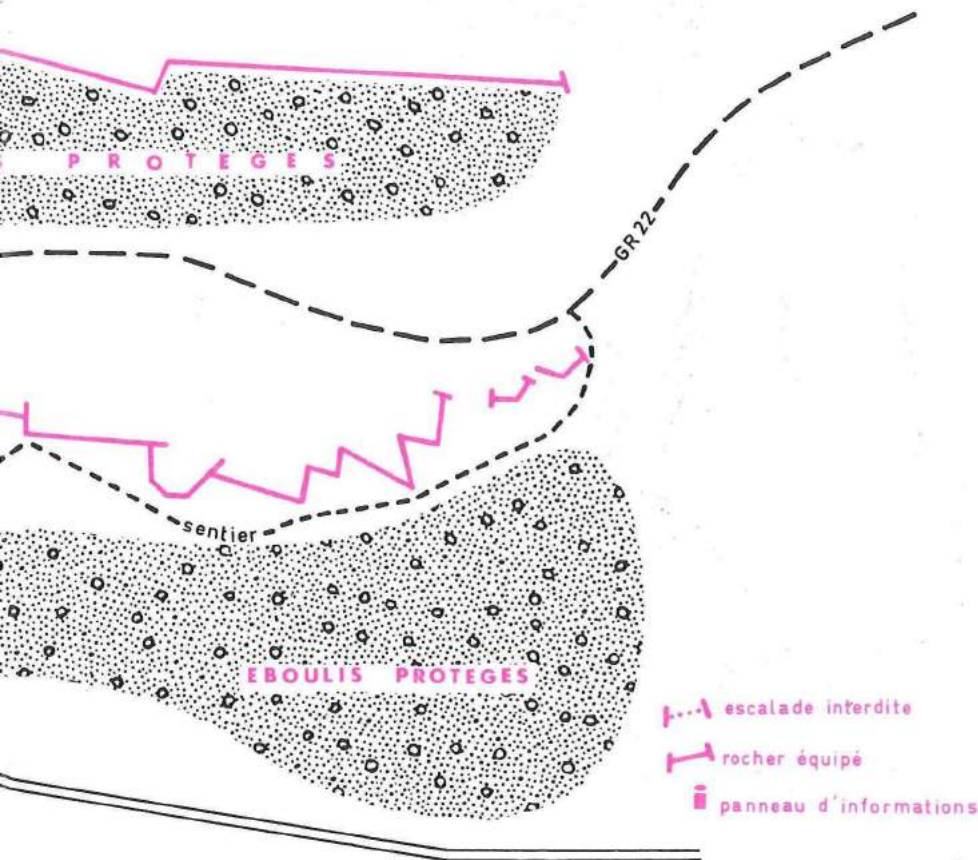 S PROTEGES
GR 22
sentier
EBOULIS PROTEGES
escalade interdite
rocher équipé
panneau d'informations